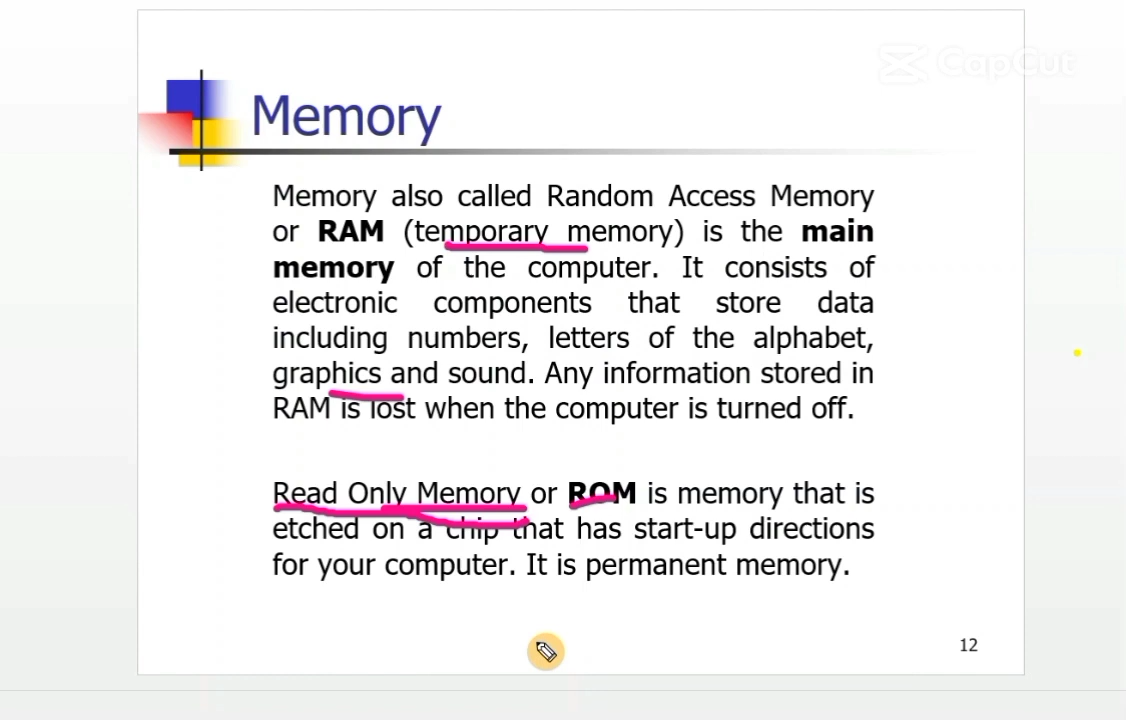 CapCut
Memory
Memory also called Random Access Memory
or RAM (temporary memory) is the main
memory of the computer. It consists of
electronic components that store data
including numbers, letters of the alphabet,
graphics and sound. Any information stored in
RAM is lost when the computer is turned off.
Read Only Memory or ROM is memory that is
etched on a chip that has start-up directions
for your computer. It is permanent memory.
12